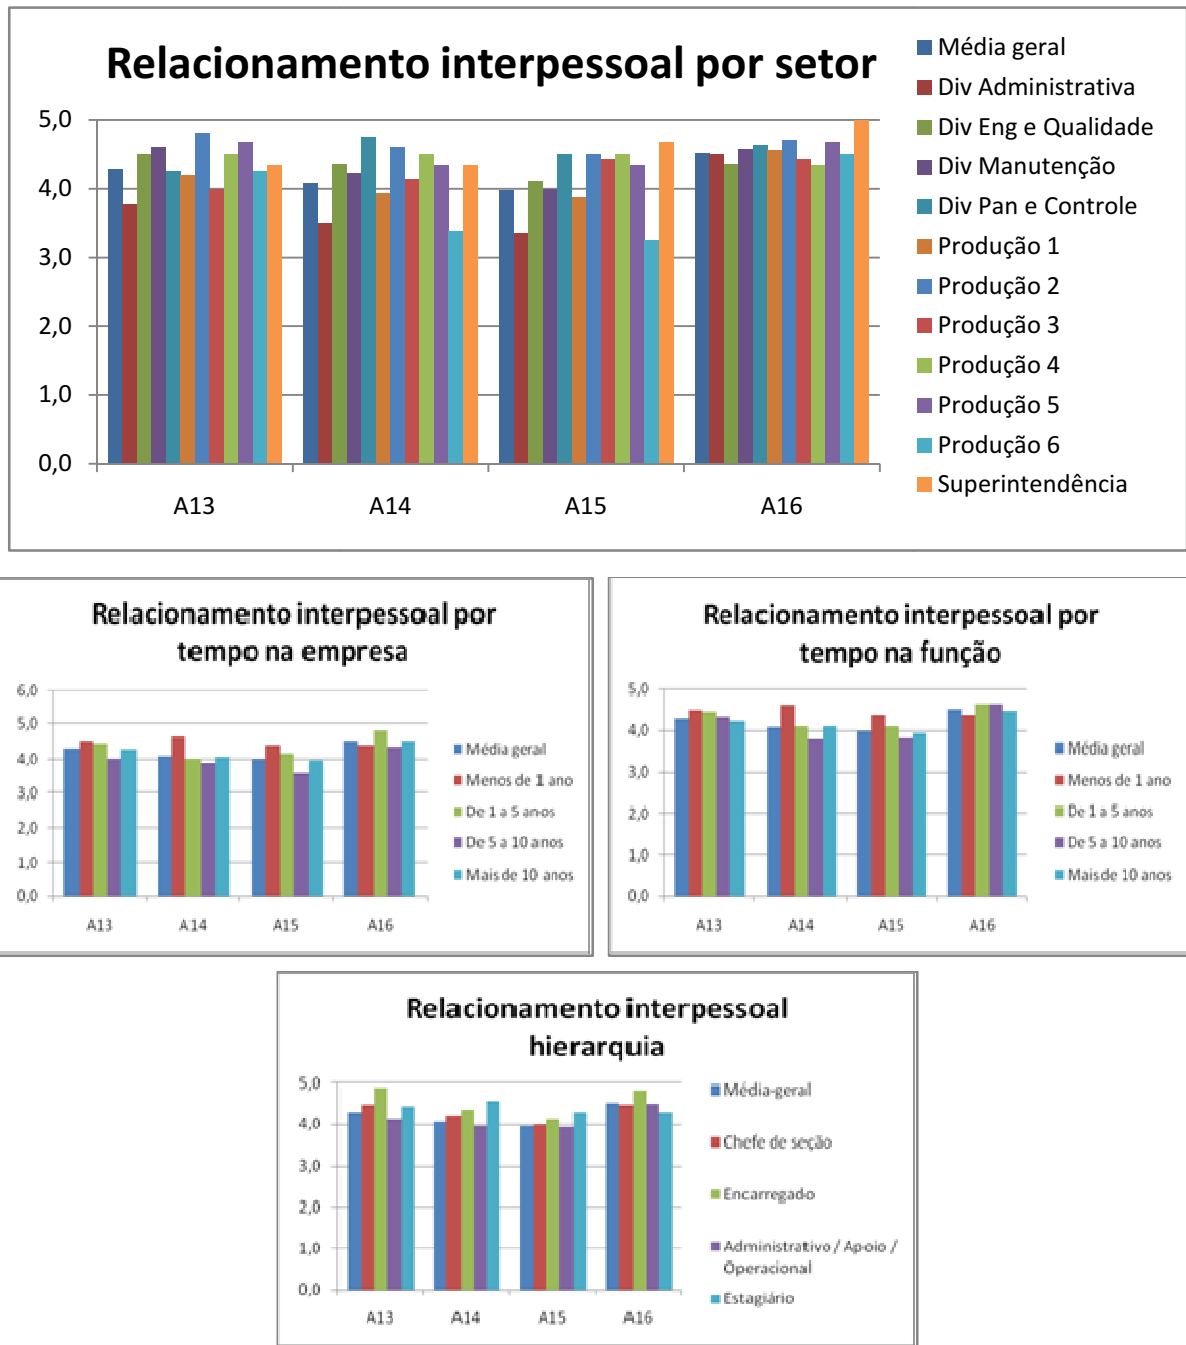 Relacionamento interpessoal por setor
5,0
4,0
3,0
2,0
1,0
0,0
A13
A14
A15
A16
Média geral
Div Administrativa
Div Eng e Qualidade
Div Manutenção
Div Pan e Controle
Produção 1
Produção 2
Produção 3
Produção 4
Produção 5
Produção 6
Superintendência
Relacionamento interpessoal por
tempo na empresa
6,0
5,0
4,0
3,0
2,0
1,0
0,0
A13
A14
A15
A16
Média geral
Menos de 1 ano
De 1 a 5 anos
De 5 a 10 anos
Mais de 10 anos
Relacionamento interpessoal por
tempo na função
5,0
4,0
3,0
2,0
1,0
0,0
A13
A14
A15
A16
Média geral
Menos de 1 ano
De 1 a 5 anos
De 5 a 10 anos
Mais de 10 anos
Relacionamento interpessoal
hierarquia
5,0
4,0
3,0
2,0
1,0
0,0
A13
A14
A15
A16
Média-geral
Chefe de seção
Encarregado
Administrativo / Apoio /
Operacional
Estagiário